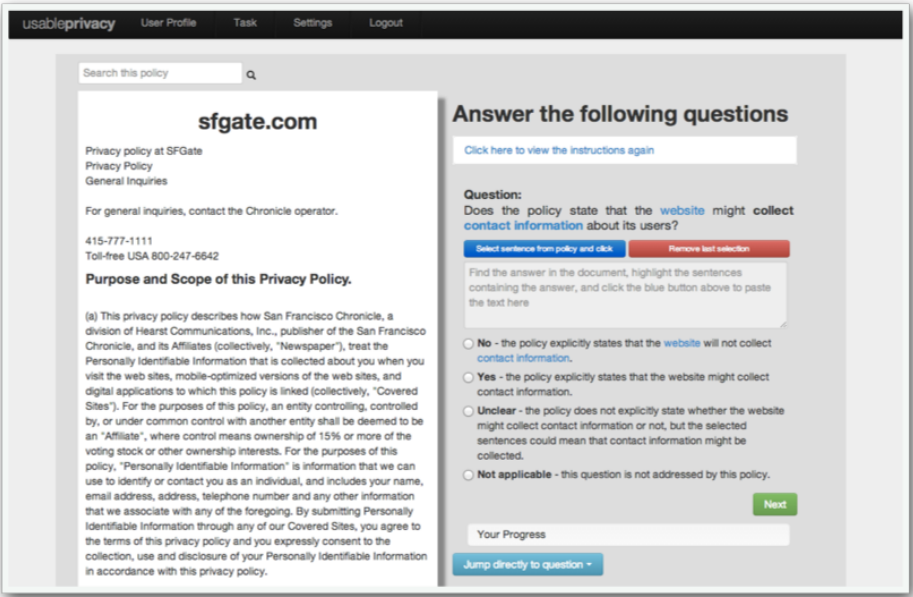 usableprivacy User Profile Task Settings Logout
Search this policy
sfgate.com
Privacy policy at SFGate
Privacy Policy
General Inquiries
For general inquiries, contact the Chronicle operator.
415-777-1111
Toll-free USA 800-247-6642
Purpose and Scope of this Privacy Policy.
(a) This privacy policy describes how San Francisco Chronicle, a
division of Hearst Communications, Inc., publisher of the San Francisco
Chronicle, and its Affiliates (collectively, "Newspaper"), treat the
Personally Identifiable Information that is collected about you when you
visit the web sites, mobile-optimized versions of the web sites, and
digital applications to which this policy is linked (collectively, "Covered
Sites"). For the purposes of this policy, an entity controlling, controlled
by, or under common control with another entity shall be deemed to be
an "Affiliate", where control means ownership of 15% or more of the
voting stock or other ownership interests. For the purposes of this
policy, "Personally Identifiable Information" is information that we can
use to identify or contact you as an individual, and includes your name,
email address, address, telephone number and any other information
that we associate with any of the foregoing. By submitting Personally
Identifiable Information through any of our Covered Sites, you agree to
the terms of this privacy policy and you expressly consent to the
collection, use and disclosure of your Personally Identifiable Information
in accordance with this privacy policy.
Answer the following questions
Click here to view the instructions again
Question:
Does the policy state that the website might collect
contact information about its users?
Select sentence from policy and click Remove last selection
Find the answer in the document, highlight the sentences
containing the answer, and click the blue button above to paste
the text here
No - the policy explicitly states that the website will not collect
contact information.
Yes - the policy explicitly states that the website might collect
contact information.
Unclear - the policy does not explicitly state whether the website
might collect contact information or not, but the selected
sentences could mean that contact information might be
collected.
Not applicable - this question is not addressed by this policy.
Next
Your Progress
Jump directly to question